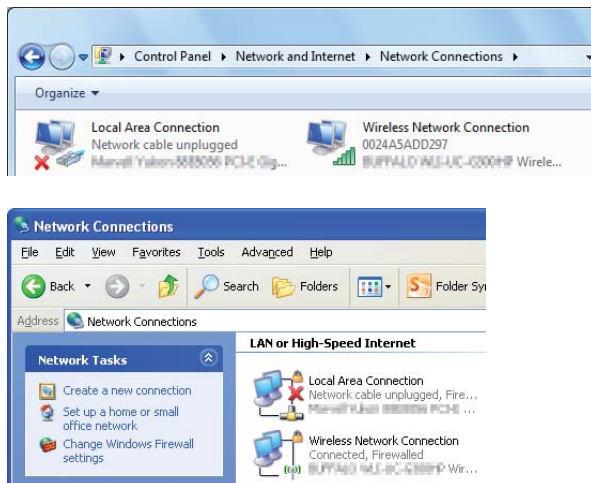 Control Panel ▸ Network and Internet ▸ Network Connections ▸
Organize
Local Area Connection
Network cable unplugged
Wireless Network Connection
0024A5ADD297
Wirele...
Network Connections
File Edit View Favorites Tools Advanced Help
Back Search Folders Folder Syn
Address Network Connections
Network Tasks
Create a new connection
Set up a home or small
office network
Change Windows Firewall
settings
LAN or High-Speed Internet
Local Area Connection
Network cable unplugged, Fire...
Wireless Network Connection
Connected, Firewalled
Wir...